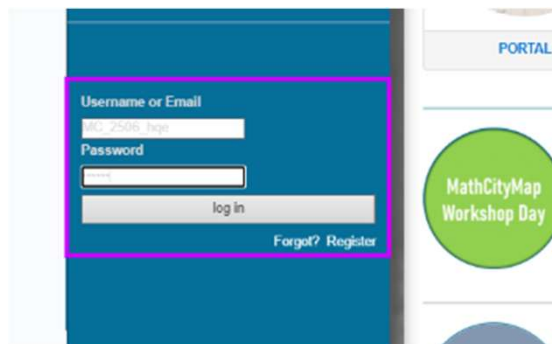 PORTAL
Username or Email
MC_2506_hqe
Password
log in
Forgot? Register
MathCityMap
Workshop Day